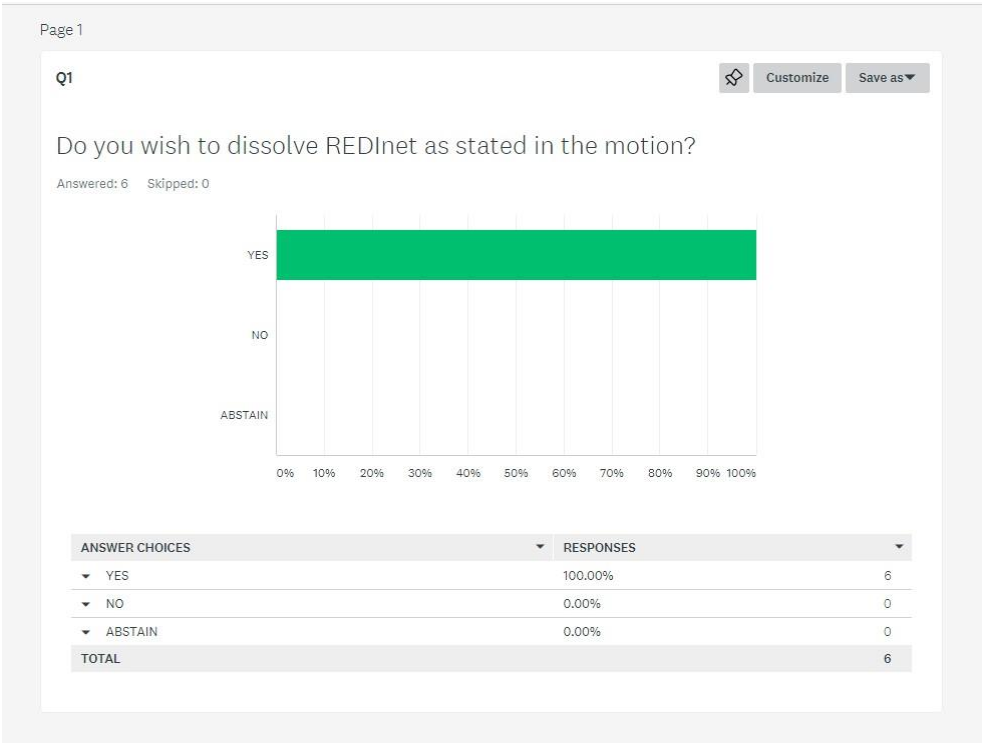 Page 1
Q1
Customize
Save as
Do you wish to dissolve REDInet as stated in the motion?
Answered: 6 Skipped: 0
YES
NO
ABSTAIN
0% 10% 20% 30% 40% 50% 60% 70% 80% 90% 100%
ANSWER CHOICES RESPONSES
YES 100.00% 6
NO 0.00% 0
ABSTAIN 0.00% 0
TOTAL 6